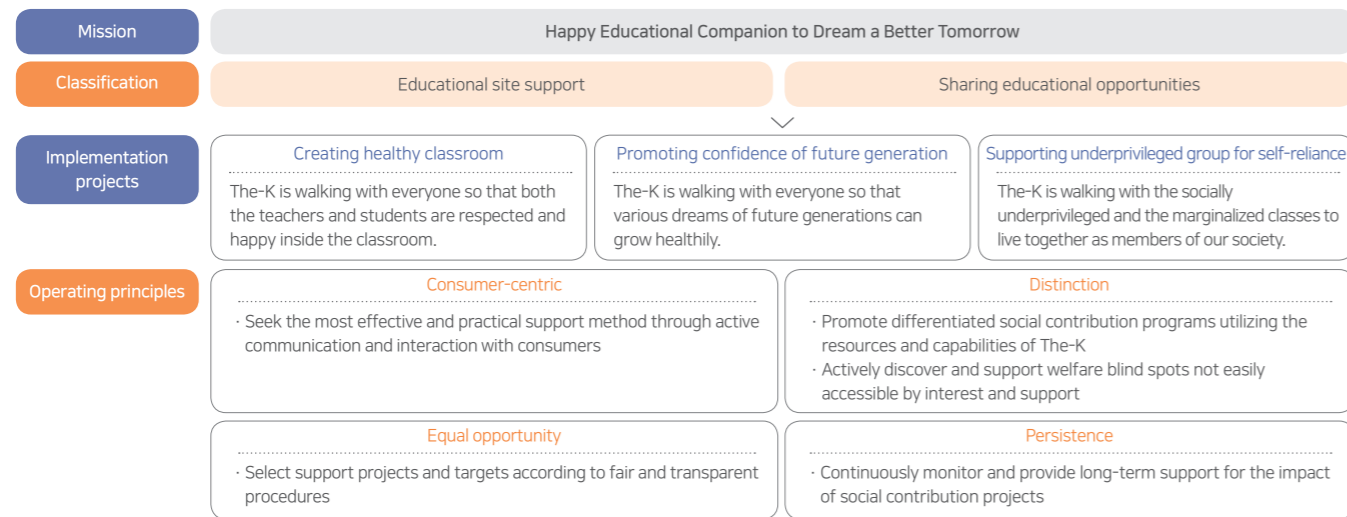 Mission
Happy Educational Companion to Dream a Better Tomorrow
Classification
Educational site support
Sharing educational opportunities
Implementation
projects
Creating healthy classroom
The-K is walking with everyone so that both
the teachers and students are respected and
happy inside the classroom.
Promoting confidence of future generation
The-K is walking with everyone so that
various dreams of future generations can
grow healthily.
Supporting underprivileged group for self-reliance
The-K is walking with the socially
underprivileged and the marginalized classes to
live together as members of our society.
Operating principles
Consumer-centric
· Seek the most effective and practical support method through active
communication and interaction with consumers
Distinction
· Promote differentiated social contribution programs utilizing the
resources and capabilities of The-K
· Actively discover and support welfare blind spots not easily
accessible by interest and support
Equal opportunity
· Select support projects and targets according to fair and transparent
procedures
Persistence
· Continuously monitor and provide long-term support for the impact
of social contribution projects